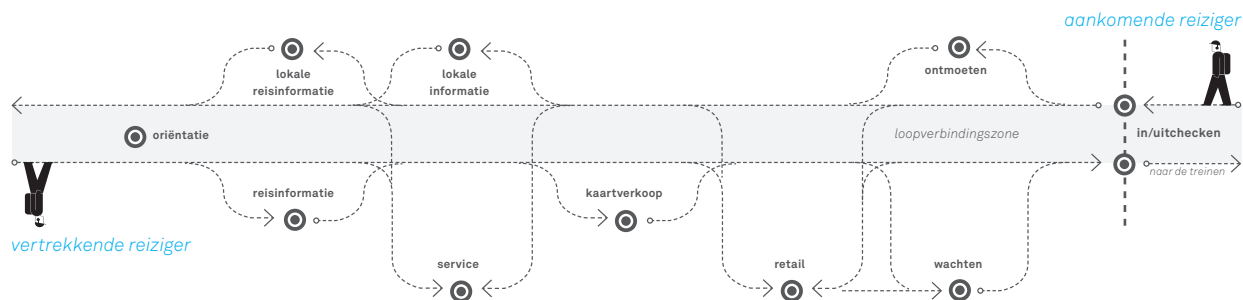 aankomende reiziger
lokale
reisinformatie
lokale
informatie
ontmoeten
oriëntatie
loopverbindingszone
in/uitchecken
naar de treinen
reisinformatie
kaartverkoop
vertrekkende reiziger
service
retail
wachten